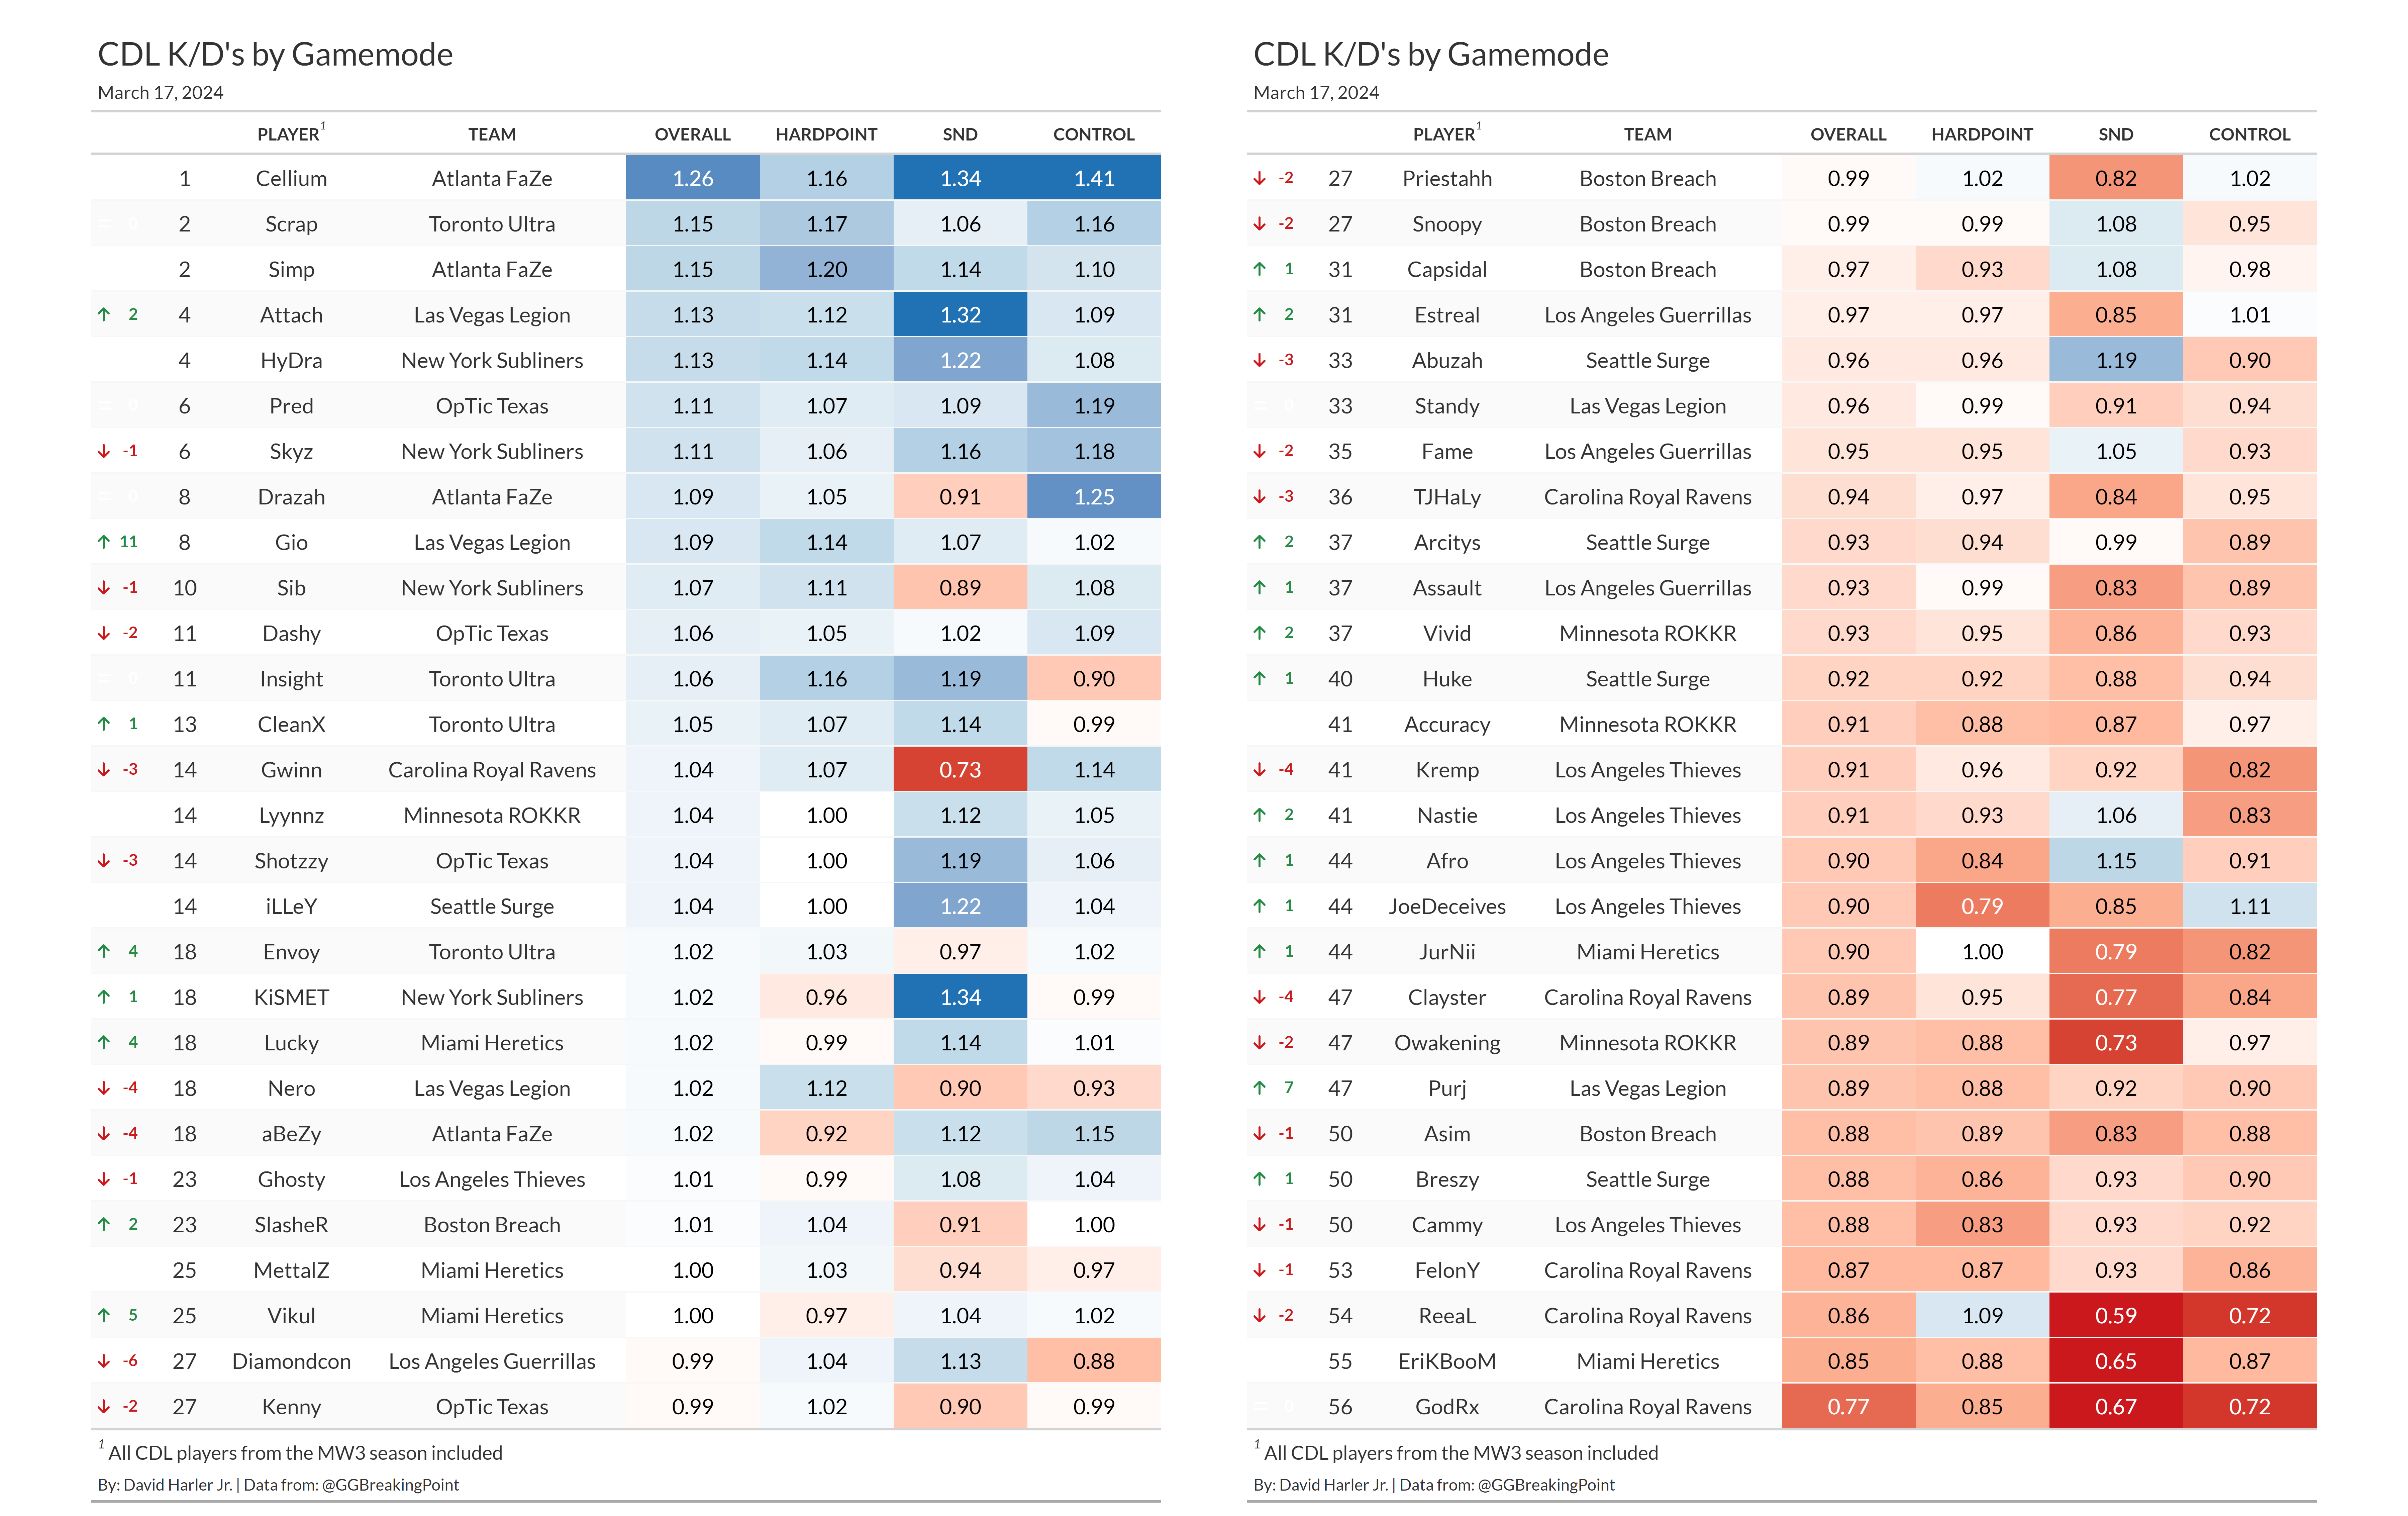 CDL K/D's by Gamemode
March 17, 2024
PLAYER1 TEAM OVERALL HARDPOINT SND CONTROL
1 Cellium Atlanta FaZe 1.26 1.16 1.34 1.41
= 0 2 Scrap Toronto Ultra 1.15 1.17 1.06 1.16
2 Simp Atlanta FaZe 1.15 1.20 1.14 1.10
↑ 2 4 Attach Las Vegas Legion 1.13 1.12 1.32 1.09
4 HyDra New York Subliners 1.13 1.14 1.22 1.08
= 0 6 Pred OpTic Texas 1.11 1.07 1.09 1.19
↓ -1 6 Skyz New York Subliners 1.11 1.06 1.16 1.18
= 0 8 Drazah Atlanta FaZe 1.09 1.05 0.91 1.25
↑ 11 8 Gio Las Vegas Legion 1.09 1.14 1.07 1.02
↓ -1 10 Sib New York Subliners 1.07 1.11 0.89 1.08
↓ -2 11 Dashy OpTic Texas 1.06 1.05 1.02 1.09
= 0 11 Insight Toronto Ultra 1.06 1.16 1.19 0.90
↑ 1 13 CleanX Toronto Ultra 1.05 1.07 1.14 0.99
↓ -3 14 Gwinn Carolina Royal Ravens 1.04 1.07 0.73 1.14
14 Lyynnz Minnesota ROKKR 1.04 1.00 1.12 1.05
↓ -3 14 Shotzzy OpTic Texas 1.04 1.00 1.19 1.06
14 iLLeY Seattle Surge 1.04 1.00 1.22 1.04
↑ 4 18 Envoy Toronto Ultra 1.02 1.03 0.97 1.02
↑ 1 18 KiSMET New York Subliners 1.02 0.96 1.34 0.99
↑ 4 18 Lucky Miami Heretics 1.02 0.99 1.14 1.01
↓ -4 18 Nero Las Vegas Legion 1.02 1.12 0.90 0.93
↓ -4 18 aBeZy Atlanta FaZe 1.02 0.92 1.12 1.15
↓ -1 23 Ghosty Los Angeles Thieves 1.01 0.99 1.08 1.04
↑ 2 23 SlasheR Boston Breach 1.01 1.04 0.91 1.00
25 MettalZ Miami Heretics 1.00 1.03 0.94 0.97
↑ 5 25 Vikul Miami Heretics 1.00 0.97 1.04 1.02
↓ -6 27 Diamondcon Los Angeles Guerrillas 0.99 1.04 1.13 0.88
↓ -2 27 Kenny OpTic Texas 0.99 1.02 0.90 0.99
1 All CDL players from the MW3 season included
By: David Harler Jr. | Data from: @GGBreakingPoint
CDL K/D's by Gamemode
March 17, 2024
PLAYER1 TEAM OVERALL HARDPOINT SND CONTROL
↓ -2 27 Priestahh Boston Breach 0.99 1.02 0.82 1.02
↓ -2 27 Snoopy Boston Breach 0.99 0.99 1.08 0.95
↑ 1 31 Capsidal Boston Breach 0.97 0.93 1.08 0.98
↑ 2 31 Estreal Los Angeles Guerrillas 0.97 0.97 0.85 1.01
↓ -3 33 Abuzah Seattle Surge 0.96 0.96 1.19 0.90
= 0 33 Standy Las Vegas Legion 0.96 0.99 0.91 0.94
↓ -2 35 Fame Los Angeles Guerrillas 0.95 0.95 1.05 0.93
↓ -3 36 TJHaLy Carolina Royal Ravens 0.94 0.97 0.84 0.95
↑ 2 37 Arcitys Seattle Surge 0.93 0.94 0.99 0.89
↑ 1 37 Assault Los Angeles Guerrillas 0.93 0.99 0.83 0.89
↑ 2 37 Vivid Minnesota ROKKR 0.93 0.95 0.86 0.93
↑ 1 40 Huke Seattle Surge 0.92 0.92 0.88 0.94
41 Accuracy Minnesota ROKKR 0.91 0.88 0.87 0.97
↓ -4 41 Kremp Los Angeles Thieves 0.91 0.96 0.92 0.82
↑ 2 41 Nastie Los Angeles Thieves 0.91 0.93 1.06 0.83
↑ 1 44 Afro Los Angeles Thieves 0.90 0.84 1.15 0.91
↑ 1 44 JoeDeceives Los Angeles Thieves 0.90 0.79 0.85 1.11
↑ 1 44 JurNii Miami Heretics 0.90 1.00 0.79 0.82
↓ -4 47 Clayster Carolina Royal Ravens 0.89 0.95 0.77 0.84
↓ -2 47 Owakening Minnesota ROKKR 0.89 0.88 0.73 0.97
↑ 7 47 Purj Las Vegas Legion 0.89 0.88 0.92 0.90
↓ -1 50 Asim Boston Breach 0.88 0.89 0.83 0.88
↑ 1 50 Breszy Seattle Surge 0.88 0.86 0.93 0.90
↓ -1 50 Cammy Los Angeles Thieves 0.88 0.83 0.93 0.92
↓ -1 53 FelonY Carolina Royal Ravens 0.87 0.87 0.93 0.86
↓ -2 54 ReeaL Carolina Royal Ravens 0.86 1.09 0.59 0.72
55 EriKBooM Miami Heretics 0.85 0.88 0.65 0.87
= 0 56 GodRx Carolina Royal Ravens 0.77 0.85 0.67 0.72
1 All CDL players from the MW3 season included
By: David Harler Jr. | Data from: @GGBreakingPoint